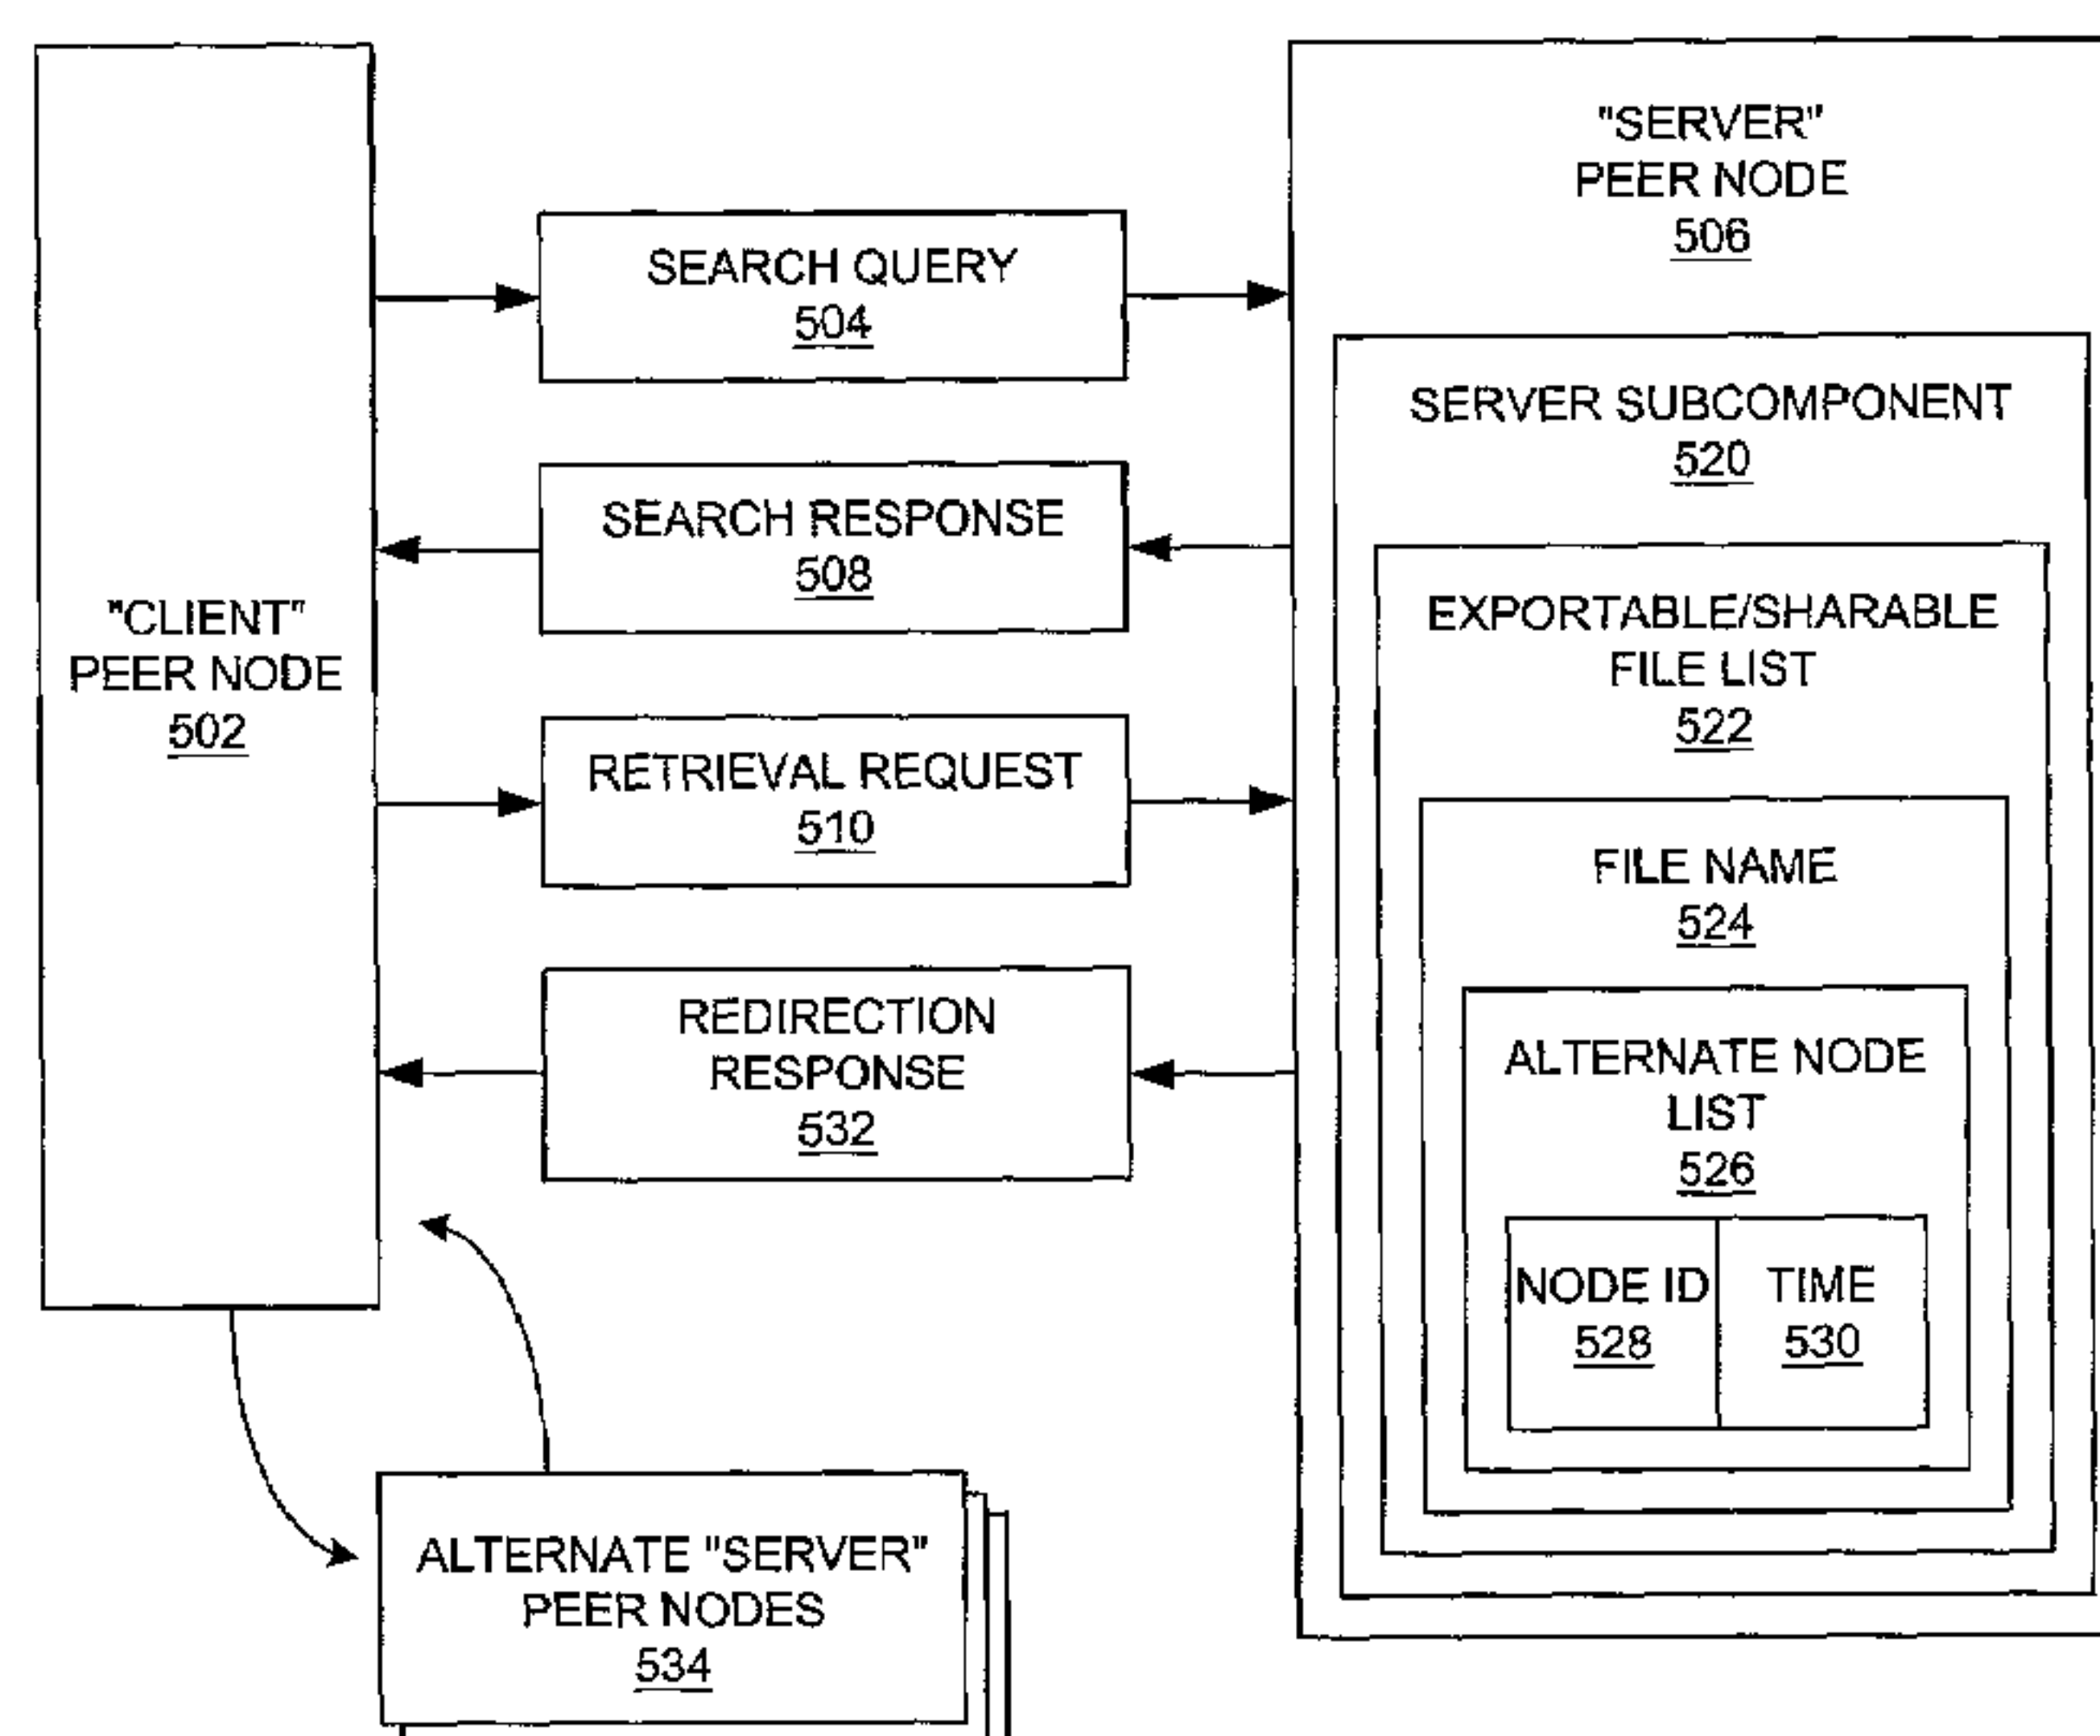 "CLIENT"
PEER NODE
502
SEARCH QUERY
504
SEARCH RESPONSE
508
RETRIEVAL REQUEST
510
REDIRECTION
RESPONSE
532
ALTERNATE "SERVER"
PEER NODES
534
"SERVER"
PEER NODE
506
SERVER SUBCOMPONENT
520
EXPORTABLE/SHARABLE
FILE LIST
522
FILE NAME
524
ALTERNATE NODE
LIST
526
NODE ID
528
TIME
530